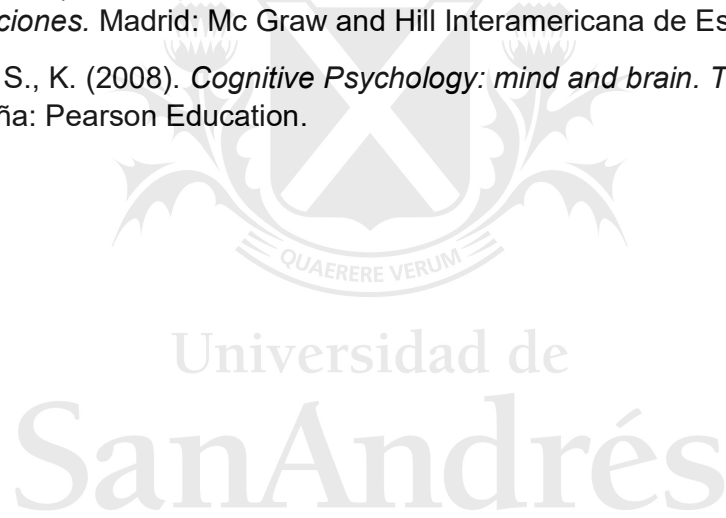 ciones. Madrid: Mc Graw and Hill Interamericana de Es
S., K. (2008). Cognitive Psychology: mind and brain. T
ña: Pearson Education.
QUAERERE VERUM
Universidad de
SanAndrés